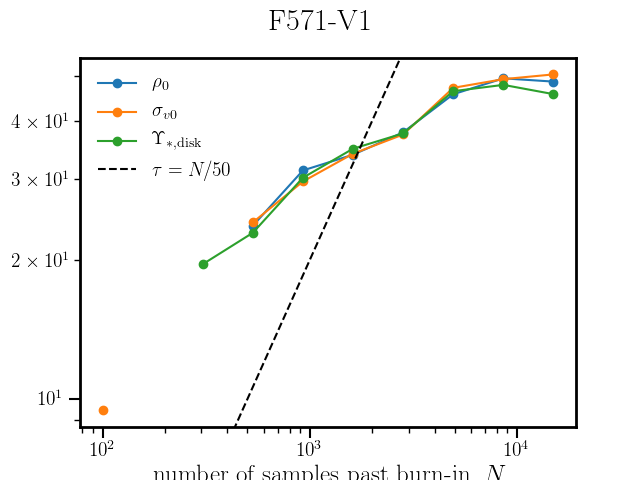 F571-V1
ρ₀
σᵥ₀
ϒ∗,disk
τ = N/50
4 × 10¹
3 × 10¹
2 × 10¹
10¹
10² 10³ 10⁴
number of samples past burn-in, N